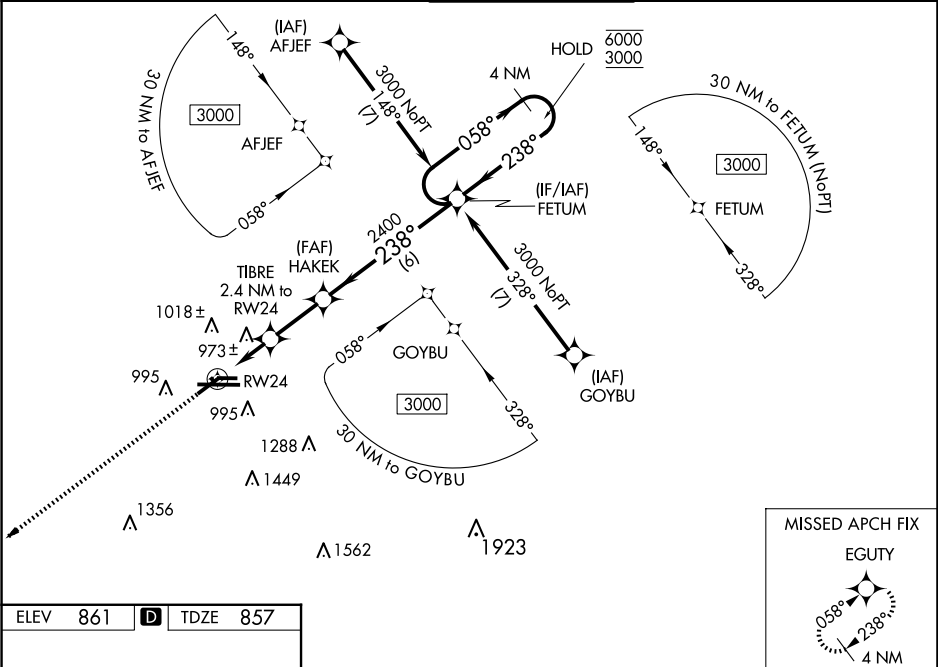 (IAF)
AFJEF
148°
30 NM to AFJEF
3000
AFJEF
058°
3000 NoPT
148°
(7)
4 NM
HOLD
6000
3000
058°
238°
(IF/IAF)
FETUM
30 NM to FETUM (NoPT)
148°
3000
FETUM
328°
2400
238°
(6)
(FAF)
HAKEK
TIBRE
2.4 NM to
RW24
3000 NoPT
328°
(7)
1018 ±
973 ±
995
RW24
995
058°
GOYBU
3000
328°
30 NM to GOYBU
(IAF)
GOYBU
1288
1449
1356
1562
1923
MISSED APCH FIX
EGUTY
058°
238°
4 NM
ELEV 861 D TDZE 857